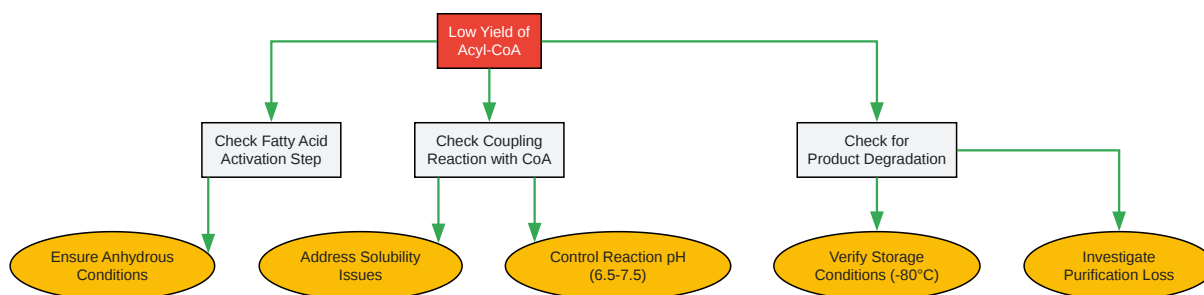 Low Yield of
Acyl-CoA
Check Fatty Acid
Activation Step
Check Coupling
Reaction with CoA
Check for
Product Degradation
Ensure Anhydrous
Conditions
Address Solubility
Issues
Control Reaction pH
(6.5-7.5)
Verify Storage
Conditions (-80°C)
Investigate
Purification Loss